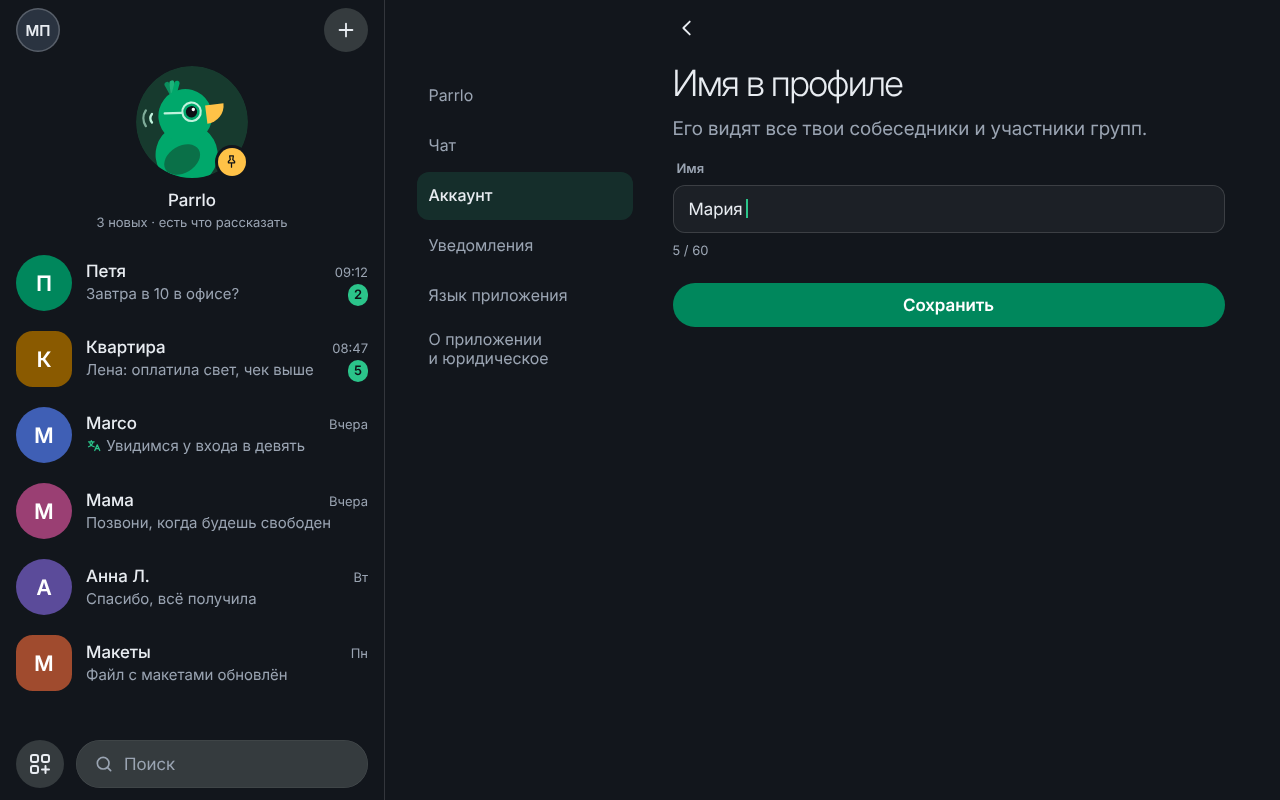 МП
Parrlo
3 новых · есть что рассказать
Петя
09:12
Завтра в 10 в офисе?
2
П
Квартира
08:47
Лена: оплатила свет, чек выше
5
К
Marco
Вчера
Увидимся у входа в девять
M
Мама
Вчера
Позвони, когда будешь свободен
М
Анна Л.
Вт
Спасибо, всё получила
А
Макеты
Пн
Файл с макетами обновлён
М
Поиск
Parrlo
Чат
Аккаунт
Уведомления
Язык приложения
О приложении
и юридическое
Имя в профиле
Его видят все твои собеседники и участники групп.
Имя
Мария
5 / 60
Сохранить